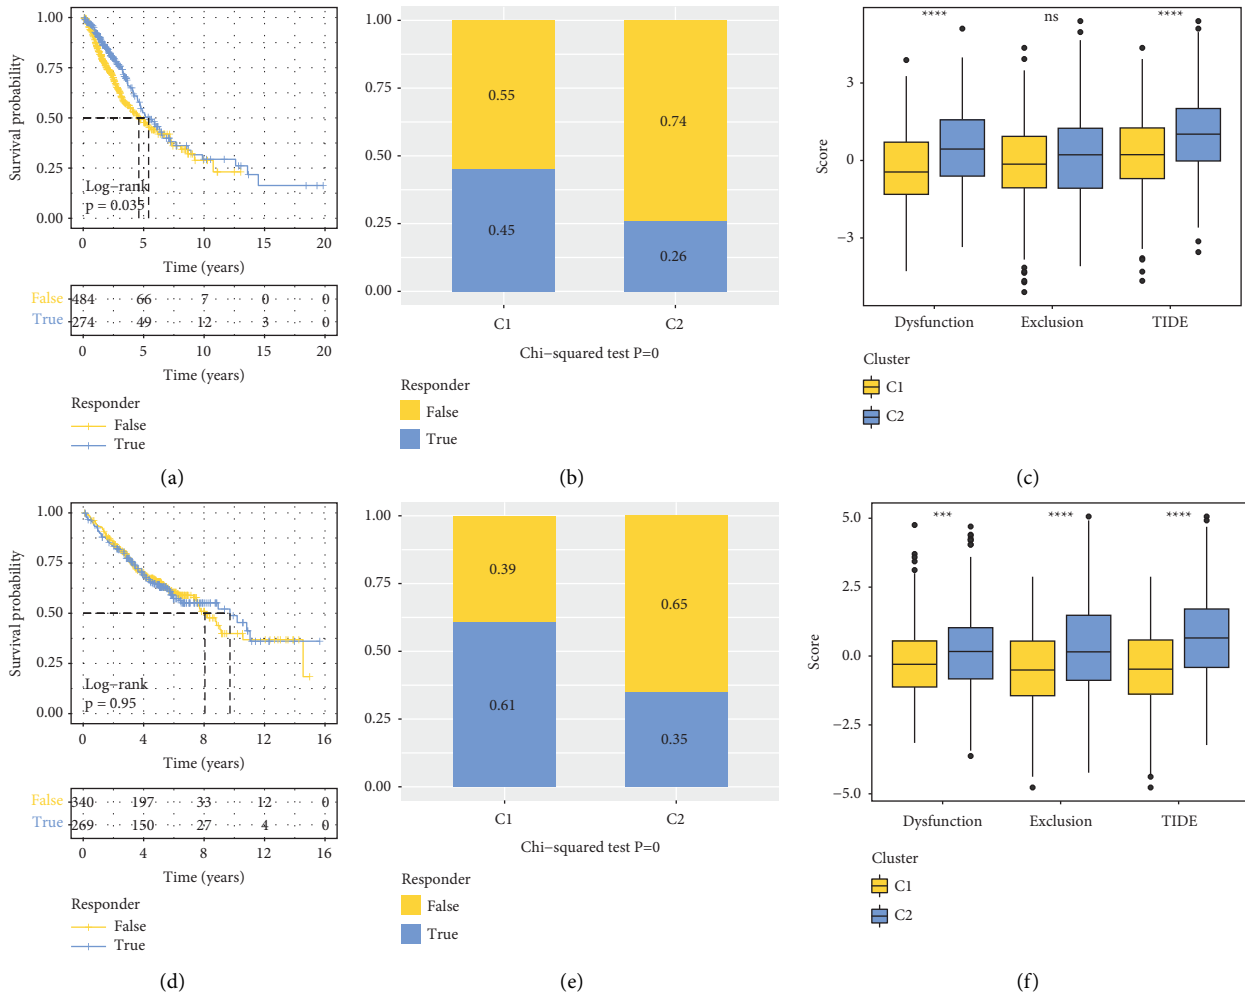 1.00
0.75
0.50
0.25
0.00
Survival probability
Log−rank
p = 0.035
0 5 10 15 20
Time (years)
False 484 66 7 0 0
True 274 49 12 3 0
0 5 10 15 20
Time (years)
Responder
False
True
(a)
1.00
0.75
0.50
0.25
0.00
0.55
0.45
0.74
0.26
C1 C2
Chi−squared test P=0
Responder
False
True
(b)
3
0
−3
Score
**** ns ****
Dysfunction Exclusion TIDE
Cluster
C1
C2
(c)
1.00
0.75
0.50
0.25
0.00
Survival probability
Log−rank
p = 0.95
0 4 8 12 16
Time (years)
False 340 197 33 12 0
True 269 150 27 4 0
0 4 8 12 16
Time (years)
Responder
False
True
(d)
1.00
0.75
0.50
0.25
0.00
0.39
0.61
0.65
0.35
C1 C2
Chi−squared test P=0
Responder
False
True
(e)
5.0
2.5
0.0
−2.5
−5.0
Score
*** **** ****
Dysfunction Exclusion TIDE
Cluster
C1
C2
(f)